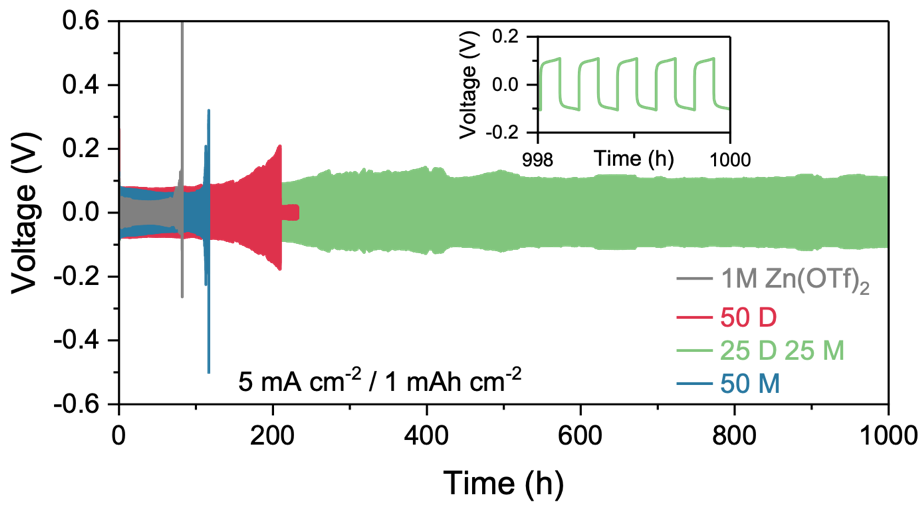 0.6
0.4
0.2
0.0
-0.2
-0.4
-0.6
Voltage (V)
0 200 400 600 800 1000
Time (h)
0.2
0.0
-0.2
Voltage (V)
998 Time (h) 1000
1M Zn(OTf)₂
50 D
25 D 25 M
50 M
5 mA cm⁻² / 1 mAh cm⁻²